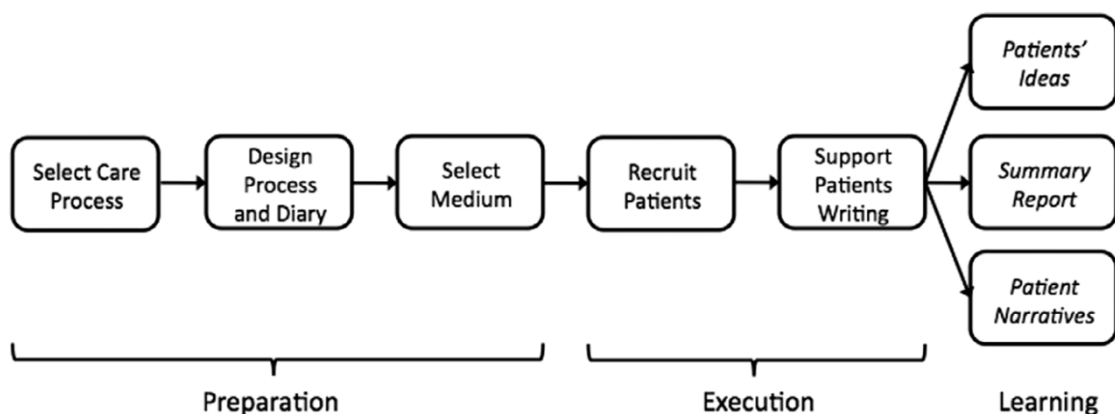 Select Care
Process
Design
Process
and Diary
Select
Medium
Recruit
Patients
Support
Patients
Writing
Patients’
Ideas
Summary
Report
Patient
Narratives
Preparation
Execution
Learning